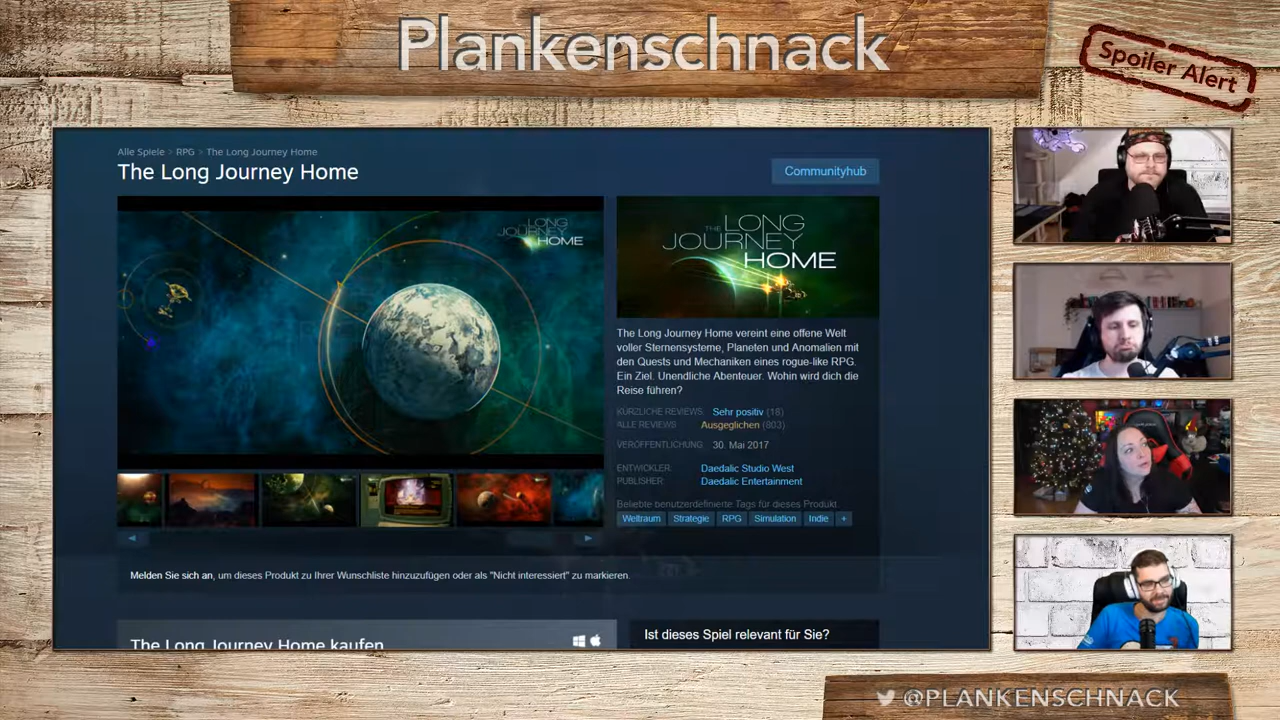 Plankenschnack
Spoiler Alert
Alle Spiele > RPG > The Long Journey Home
The Long Journey Home
Communityhub
LONG
JOURNEY
HOME
THE LONG
JOURNEY
HOME
The Long Journey Home vereint eine offene Welt
voller Sternensysteme, Planeten und Anomalien mit
den Quests und Mechaniken eines rogue-like RPG.
Ein Ziel. Unendliche Abenteuer. Wohin wird dich die
Reise führen?
KÜRZLICHE REVIEWS: Sehr positiv (18)
ALLE REVIEWS: Ausgeglichen (803)
VERÖFFENTLICHUNG: 30. Mai 2017
ENTWICKLER: Daedalic Studio West
PUBLISHER: Daedalic Entertainment
Beliebte benutzerdefinierte Tags für dieses Produkt:
Weltraum Strategie RPG Simulation Indie +
Melden Sie sich an, um dieses Produkt zu Ihrer Wunschliste hinzuzufügen oder als "Nicht interessiert" zu markieren.
The Long Journey Home kaufen
Ist dieses Spiel relevant für Sie?
@PLANKENSCHNACK